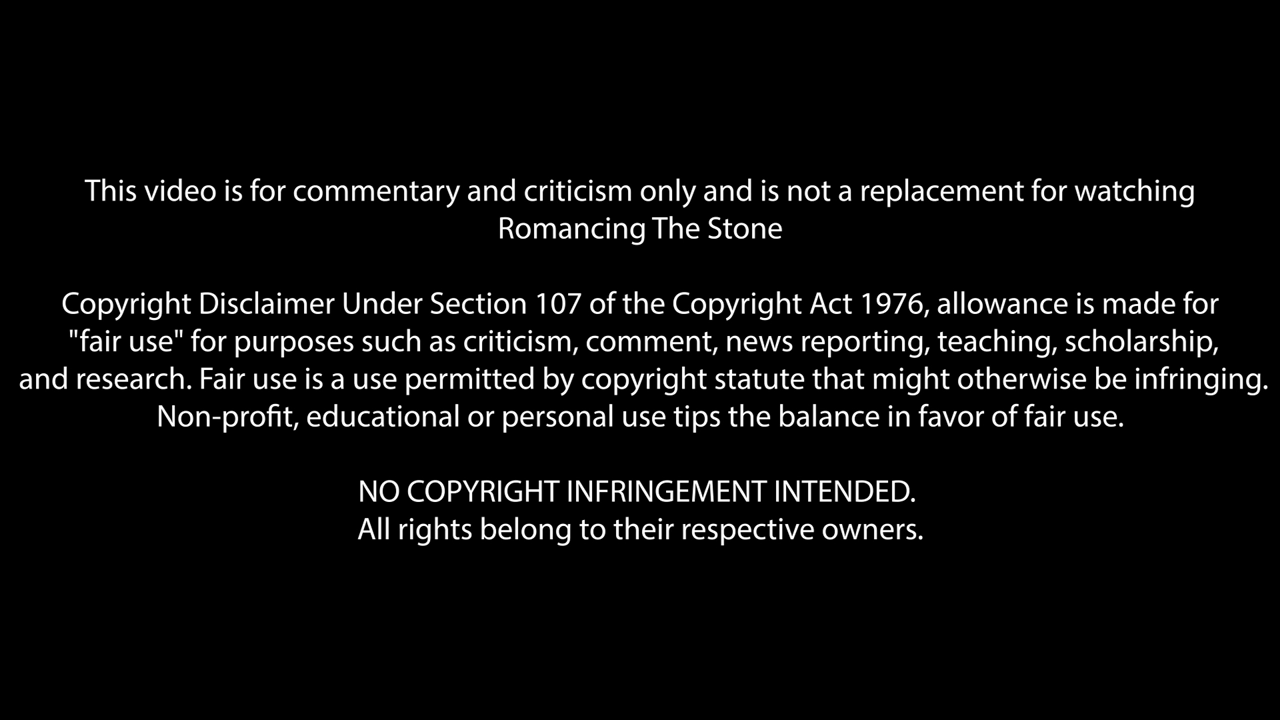 This video is for commentary and criticism only and is not a replacement for watching
Romancing The Stone
Copyright Disclaimer Under Section 107 of the Copyright Act 1976, allowance is made for
"fair use" for purposes such as criticism, comment, news reporting, teaching, scholarship,
and research. Fair use is a use permitted by copyright statute that might otherwise be infringing.
Non-profit, educational or personal use tips the balance in favor of fair use.
NO COPYRIGHT INFRINGEMENT INTENDED.
All rights belong to their respective owners.